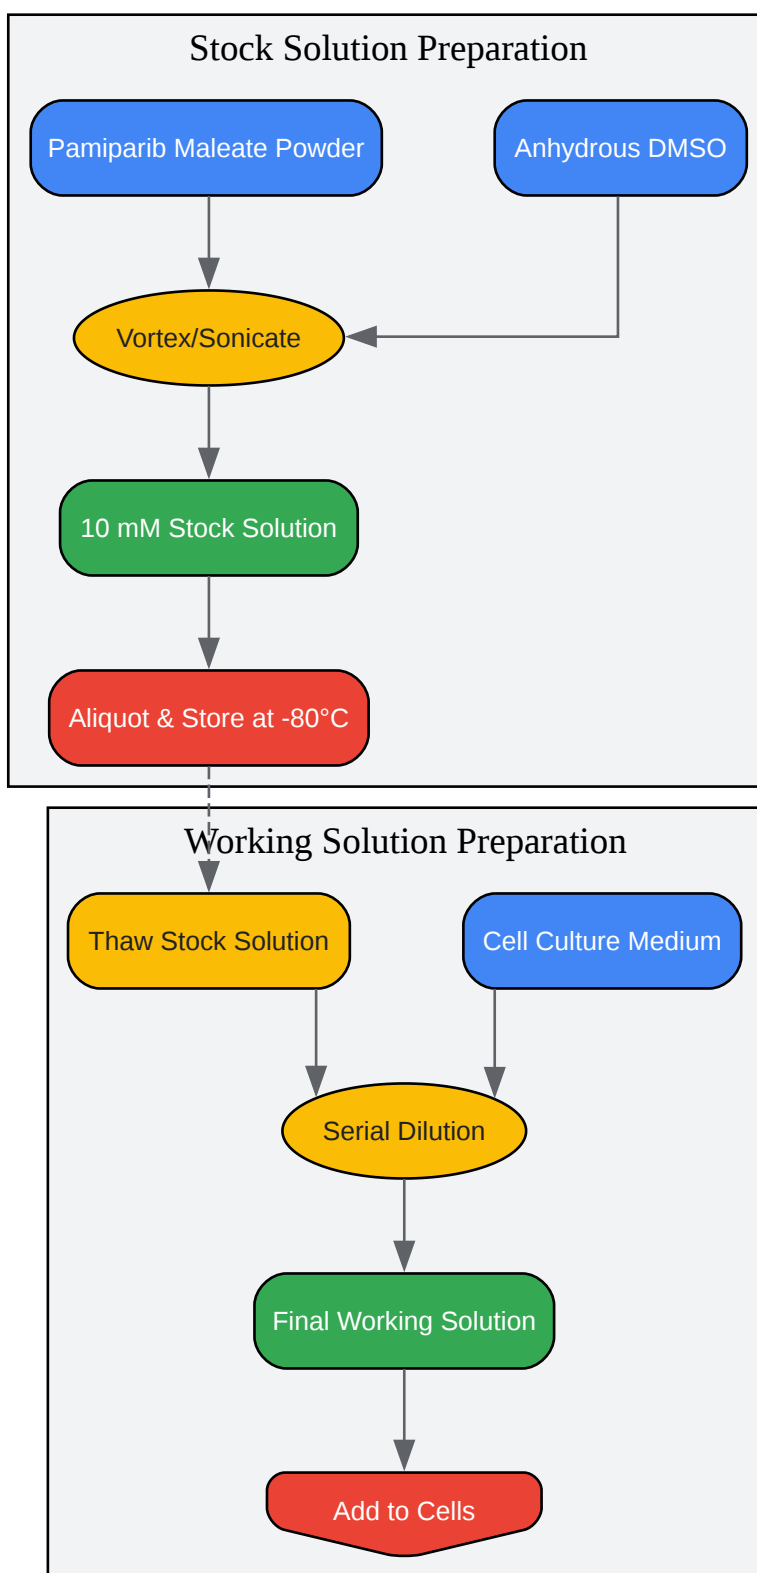 Stock Solution Preparation
Pamiparib Maleate Powder
Anhydrous DMSO
Vortex/Sonicate
10 mM Stock Solution
Aliquot & Store at -80°C
Working Solution Preparation
Thaw Stock Solution
Cell Culture Medium
Serial Dilution
Final Working Solution
Add to Cells